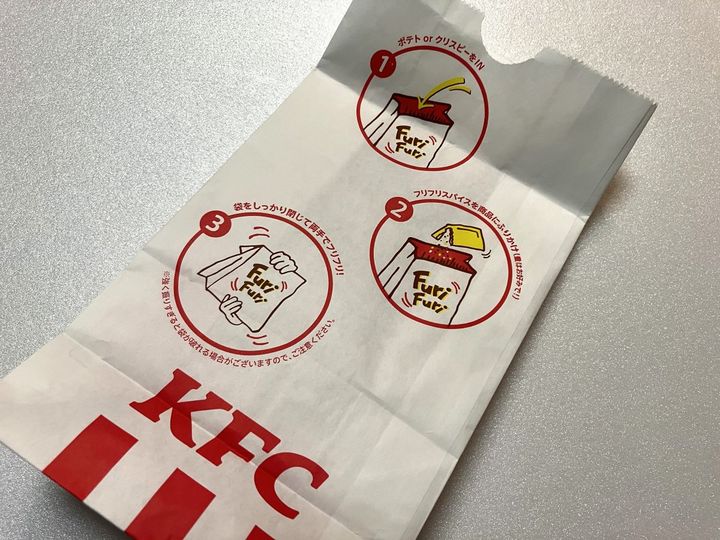 1
ポテト or クリスピーをIN
Furi
Furi
2
フリフリスパイスを商品にふりかけ(量はお好みで!)
Furi
Furi
3
袋をしっかり閉じて両手でフリフリ!
Furi
Furi
※強く振りすぎると袋が破れる場合がございますので、ご注意ください。
KFC